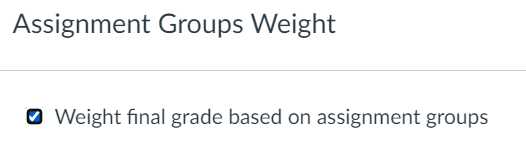 Assignment Groups Weight
Weight final grade based on assignment groups